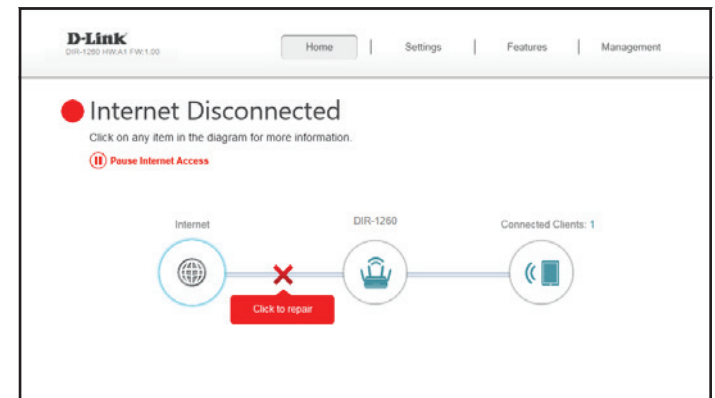 D-Link
DIR-1260 HW:A1 FW:1.00
Home | Settings | Features | Management
Internet Disconnected
Click on any item in the diagram for more information.
Pause Internet Access
Internet
DIR-1260
Connected Clients: 1
Click to repair